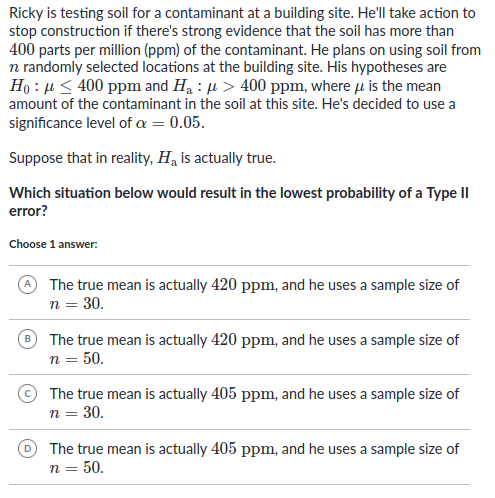 Ricky is testing soil for a contaminant at a building site. He'll take action to
stop construction if there's strong evidence that the soil has more than
400 parts per million (ppm) of the contaminant. He plans on using soil from
n randomly selected locations at the building site. His hypotheses are
H₀ : μ ≤ 400 ppm and Hₐ : μ > 400 ppm, where μ is the mean
amount of the contaminant in the soil at this site. He's decided to use a
significance level of α = 0.05.
Suppose that in reality, Hₐ is actually true.
Which situation below would result in the lowest probability of a Type II
error?
Choose 1 answer:
A The true mean is actually 420 ppm, and he uses a sample size of
n = 30.
B The true mean is actually 420 ppm, and he uses a sample size of
n = 50.
C The true mean is actually 405 ppm, and he uses a sample size of
n = 30.
D The true mean is actually 405 ppm, and he uses a sample size of
n = 50.